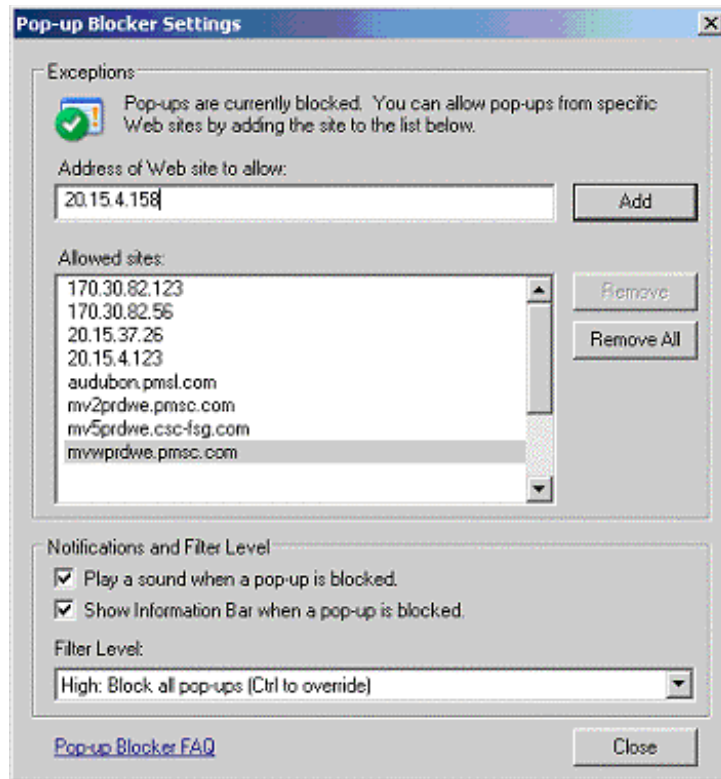 Pop-up Blocker Settings
Exceptions
Pop-ups are currently blocked. You can allow pop-ups from specific
Web sites by adding the site to the list below.
Address of Web site to allow:
20.15.4.158
Add
Allowed sites:
170.30.82.123
170.30.82.56
20.15.37.26
20.15.4.123
audubon.pmsl.com
mv2prdwe.pmsc.com
mv5prdwe.csc-fsg.com
mvwprdwe.pmsc.com
Remove
Remove All
Notifications and Filter Level
Play a sound when a pop-up is blocked.
Show Information Bar when a pop-up is blocked.
Filter Level:
High: Block all pop-ups (Ctrl to override)
Pop-up Blocker FAQ
Close